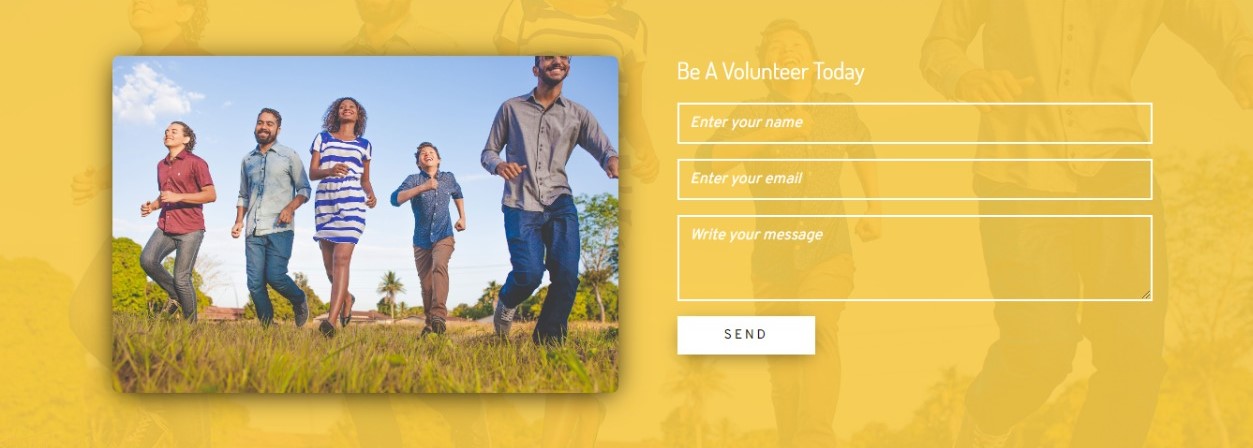 Be A Volunteer Today
Enter your name
Enter your email
Write your message
SEND